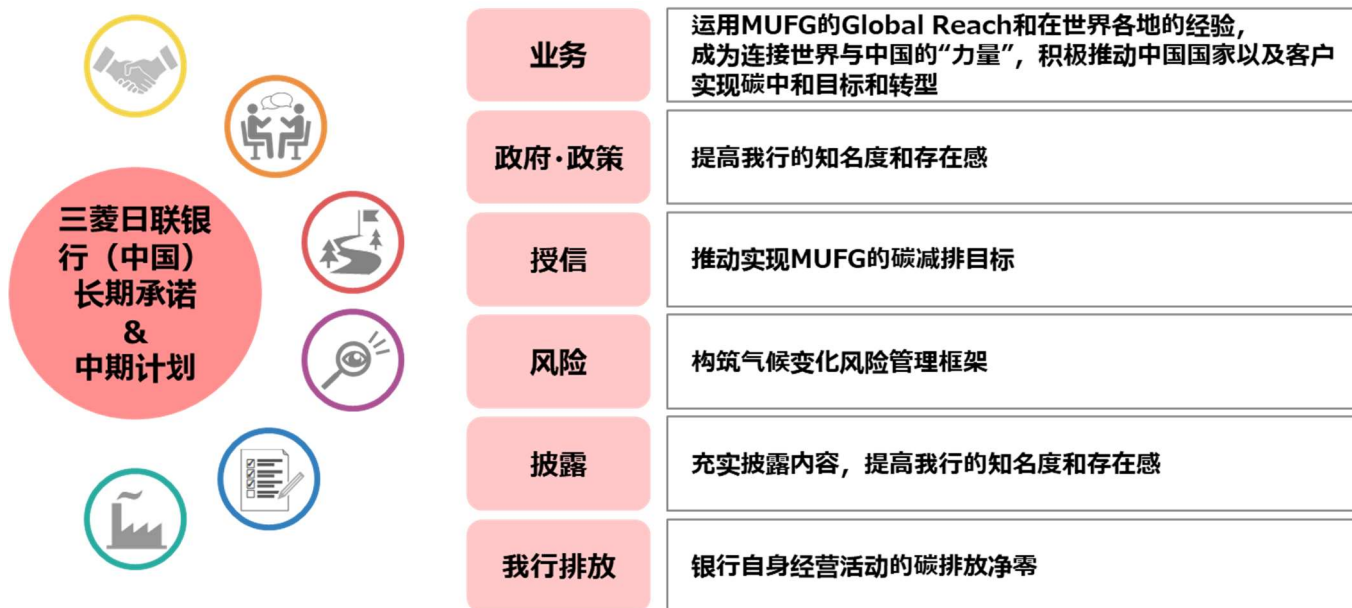 三菱日联银
行（中国）
长期承诺
&
中期计划
业务
运用MUFG的Global Reach和在世界各地的经验，
成为连接世界与中国的“力量”，积极推动中国国家以及客户
实现碳中和目标和转型
政府·政策
提高我行的知名度和存在感
授信
推动实现MUFG的碳减排目标
风险
构筑气候变化风险管理框架
披露
充实披露内容，提高我行的知名度和存在感
我行排放
银行自身经营活动的碳排放净零